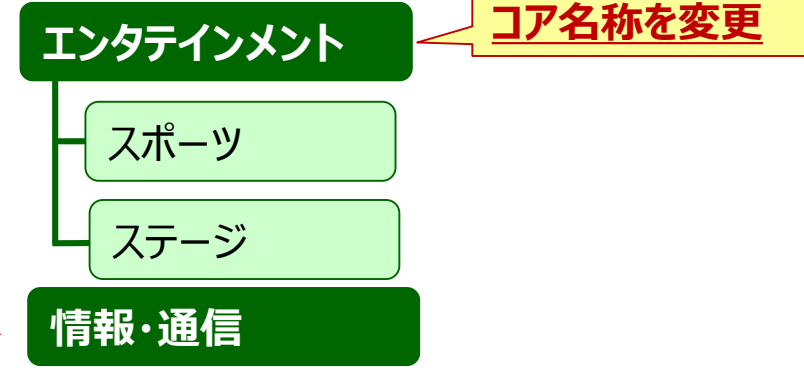 コア名称を変更
エンタテインメント
スポーツ
ステージ
情報・通信